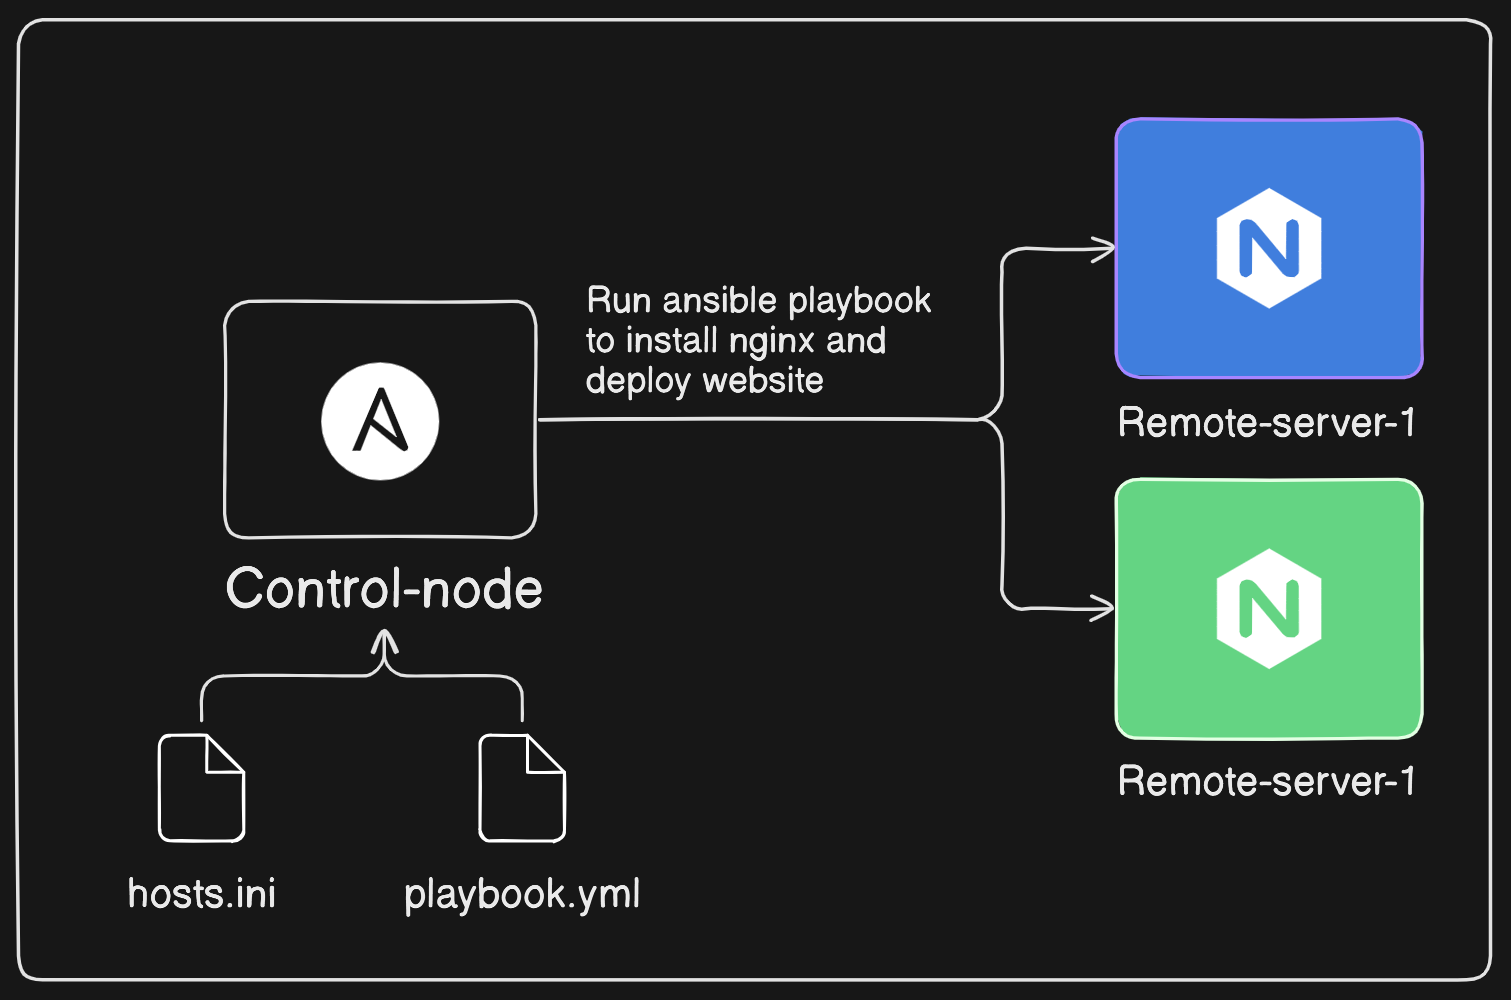 Run ansible playbook
to install nginx and
deploy website
Remote-server-1
Control-node
Remote-server-1
hosts.ini
playbook.yml